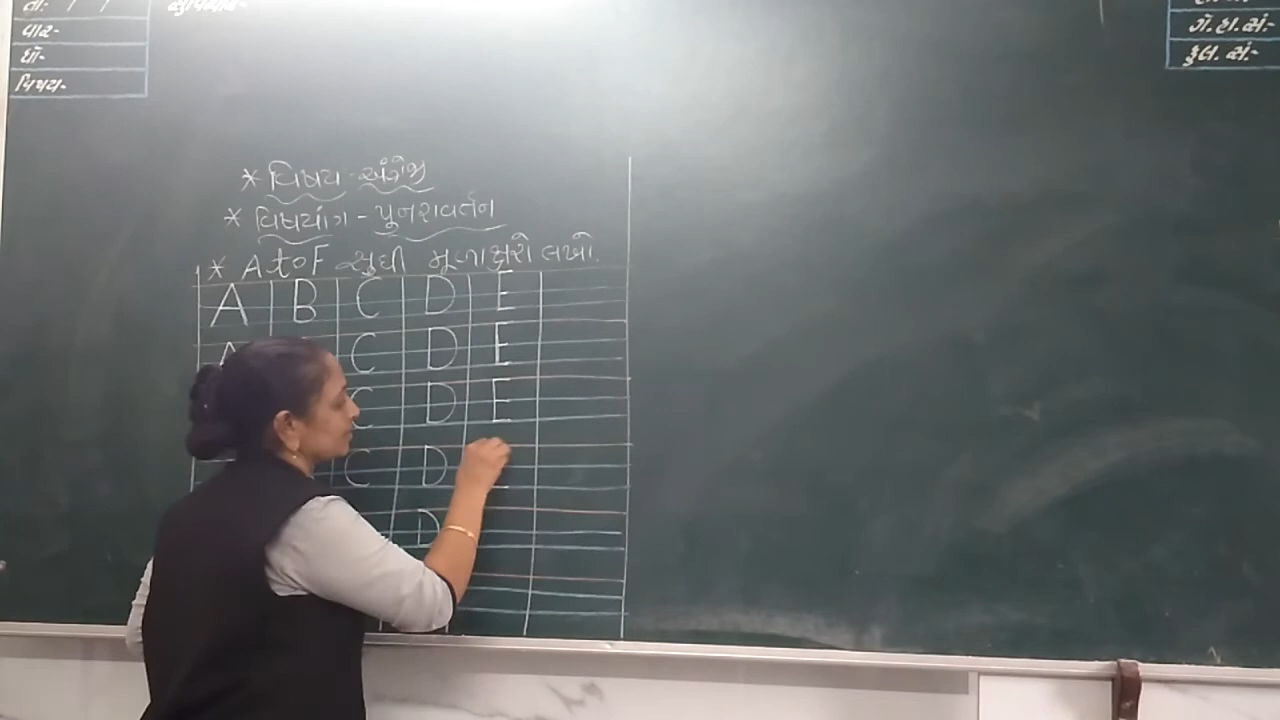 તા. / /
વાર-
ધો-
વિષય-
સુવિચાર-
ગે.હા.સં:-
કુલ.સં:-
* વિષય - અંગ્રેજી
* વિષયાંગ - પુનરાવર્તન
* A to F સુધી મૂળાક્ષરો લખો.
A B C D E
A C D E
C D E
C D
D